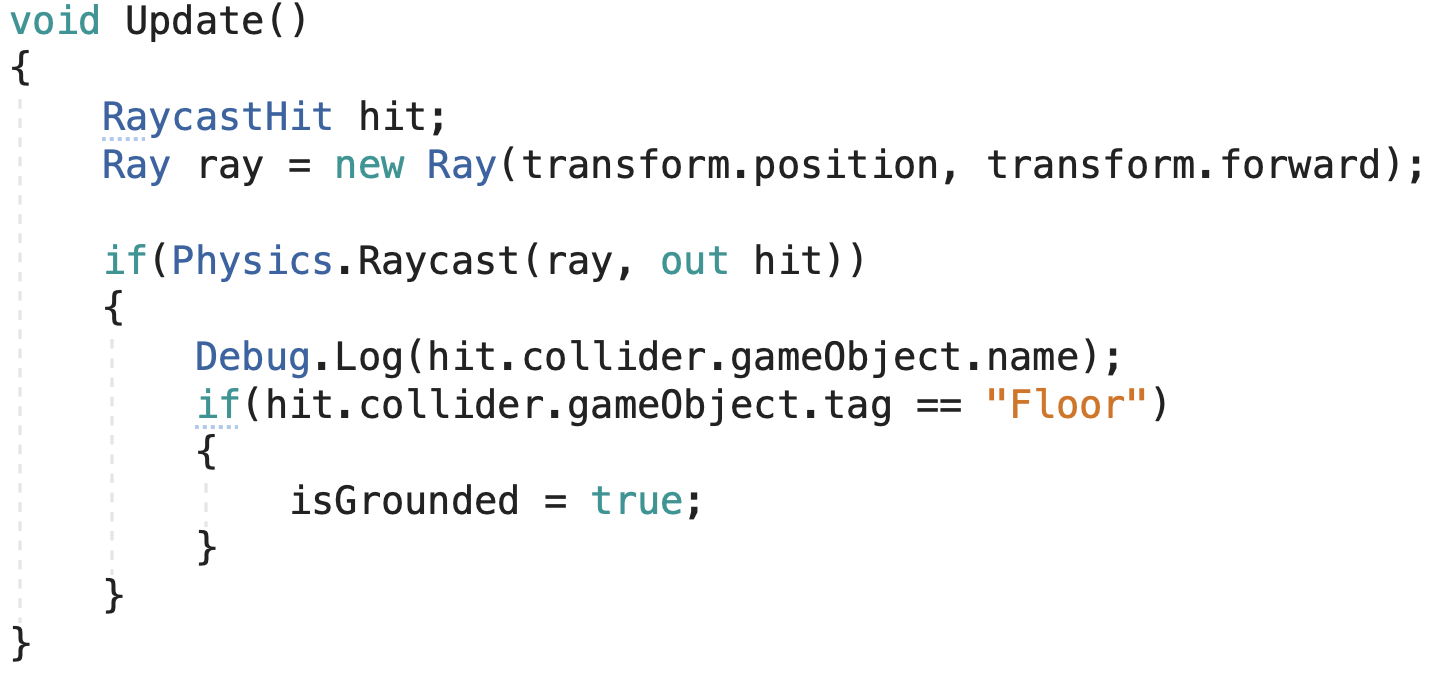 void Update()
{
    RaycastHit hit;
    Ray ray = new Ray(transform.position, transform.forward);

    if(Physics.Raycast(ray, out hit))
    {
        Debug.Log(hit.collider.gameObject.name);
        if(hit.collider.gameObject.tag == "Floor")
        {
            isGrounded = true;
        }
    }
}